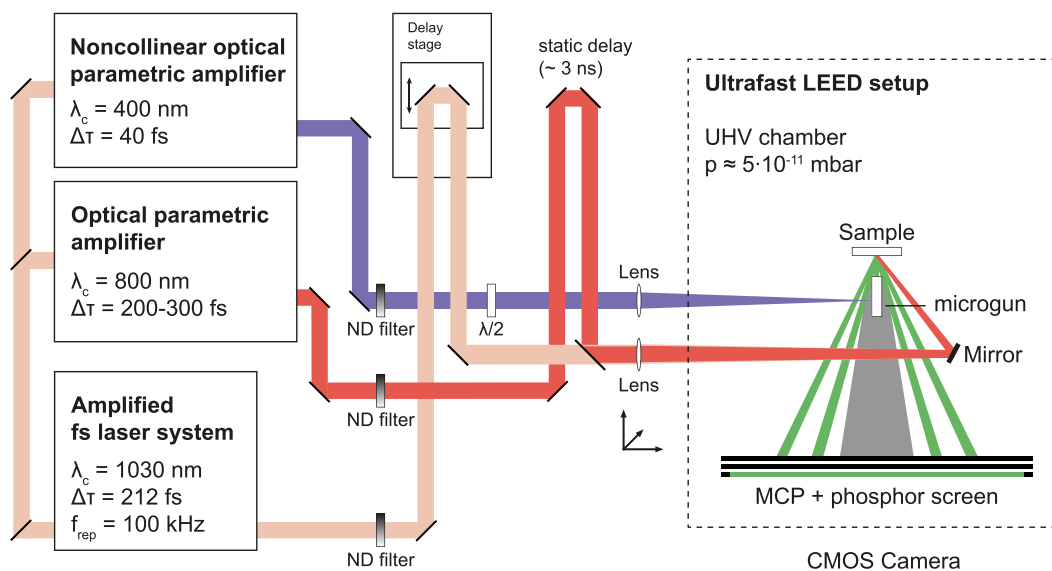 Noncollinear optical
parametric amplifier
λc = 400 nm
Δτ = 40 fs
Optical parametric
amplifier
λc = 800 nm
Δτ = 200-300 fs
Amplified
fs laser system
λc = 1030 nm
Δτ = 212 fs
frep = 100 kHz
Delay
stage
static delay
(~ 3 ns)
ND filter
λ/2
ND filter
ND filter
Lens
Lens
Ultrafast LEED setup
UHV chamber
p ≈ 5·10⁻¹¹ mbar
Sample
microgun
Mirror
MCP + phosphor screen
CMOS Camera